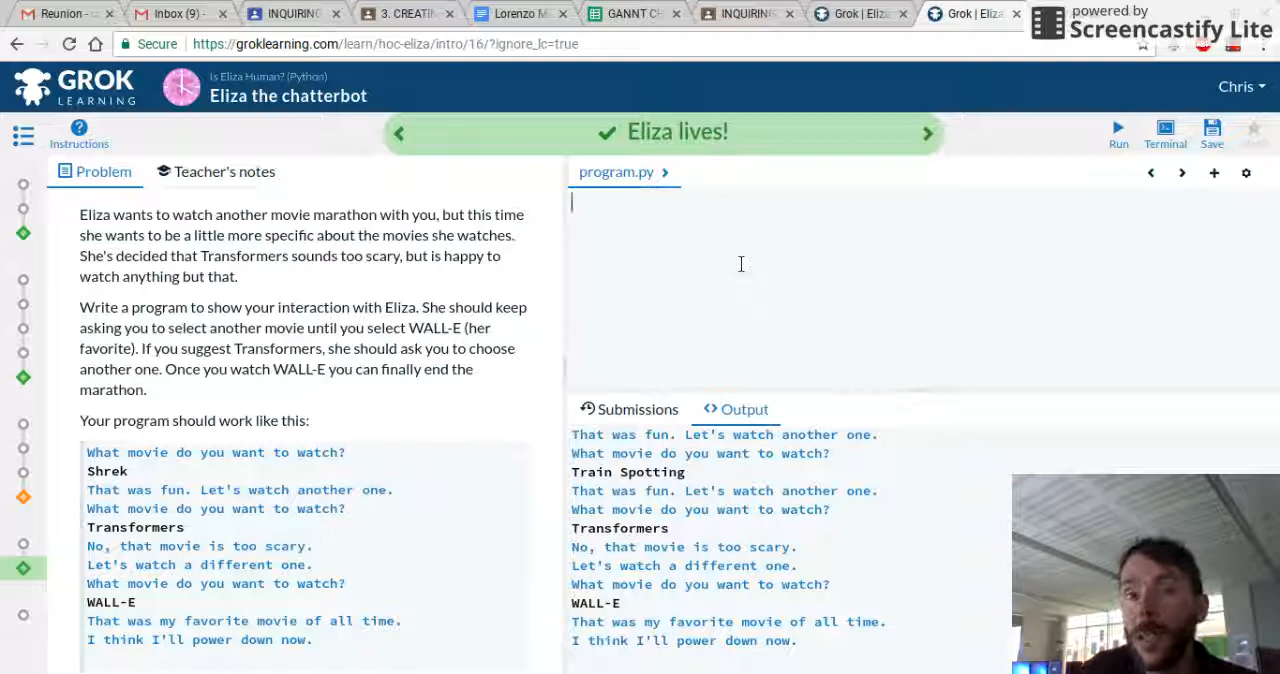 Gmail Reunion -
Inbox (9) -
INQUIRING
3. CREATIN
Lorenzo M
GANNT CH
INQUIRING
Grok | Eliz
Grok | Eliza
powered by
Screencastify Lite
Secure
https://groklearning.com/learn/hoc-eliza/intro/16/?ignore_lc=true
GROK
LEARNING
Is Eliza Human? (Python)
Eliza the chatterbot
Chris
Instructions
Eliza lives!
Run
Terminal
Save
Problem
Teacher's notes
program.py
Eliza wants to watch another movie marathon with you, but this time
she wants to be a little more specific about the movies she watches.
She's decided that Transformers sounds too scary, but is happy to
watch anything but that.
Write a program to show your interaction with Eliza. She should keep
asking you to select another movie until you select WALL-E (her
favorite). If you suggest Transformers, she should ask you to choose
another one. Once you watch WALL-E you can finally end the
marathon.
Your program should work like this:
What movie do you want to watch?
Shrek
That was fun. Let's watch another one.
What movie do you want to watch?
Transformers
No, that movie is too scary.
Let's watch a different one.
What movie do you want to watch?
WALL-E
That was my favorite movie of all time.
I think I'll power down now.
Submissions
Output
That was fun. Let's watch another one.
What movie do you want to watch?
Train Spotting
That was fun. Let's watch another one.
What movie do you want to watch?
Transformers
No, that movie is too scary.
Let's watch a different one.
What movie do you want to watch?
WALL-E
That was my favorite movie of all time.
I think I'll power down now.